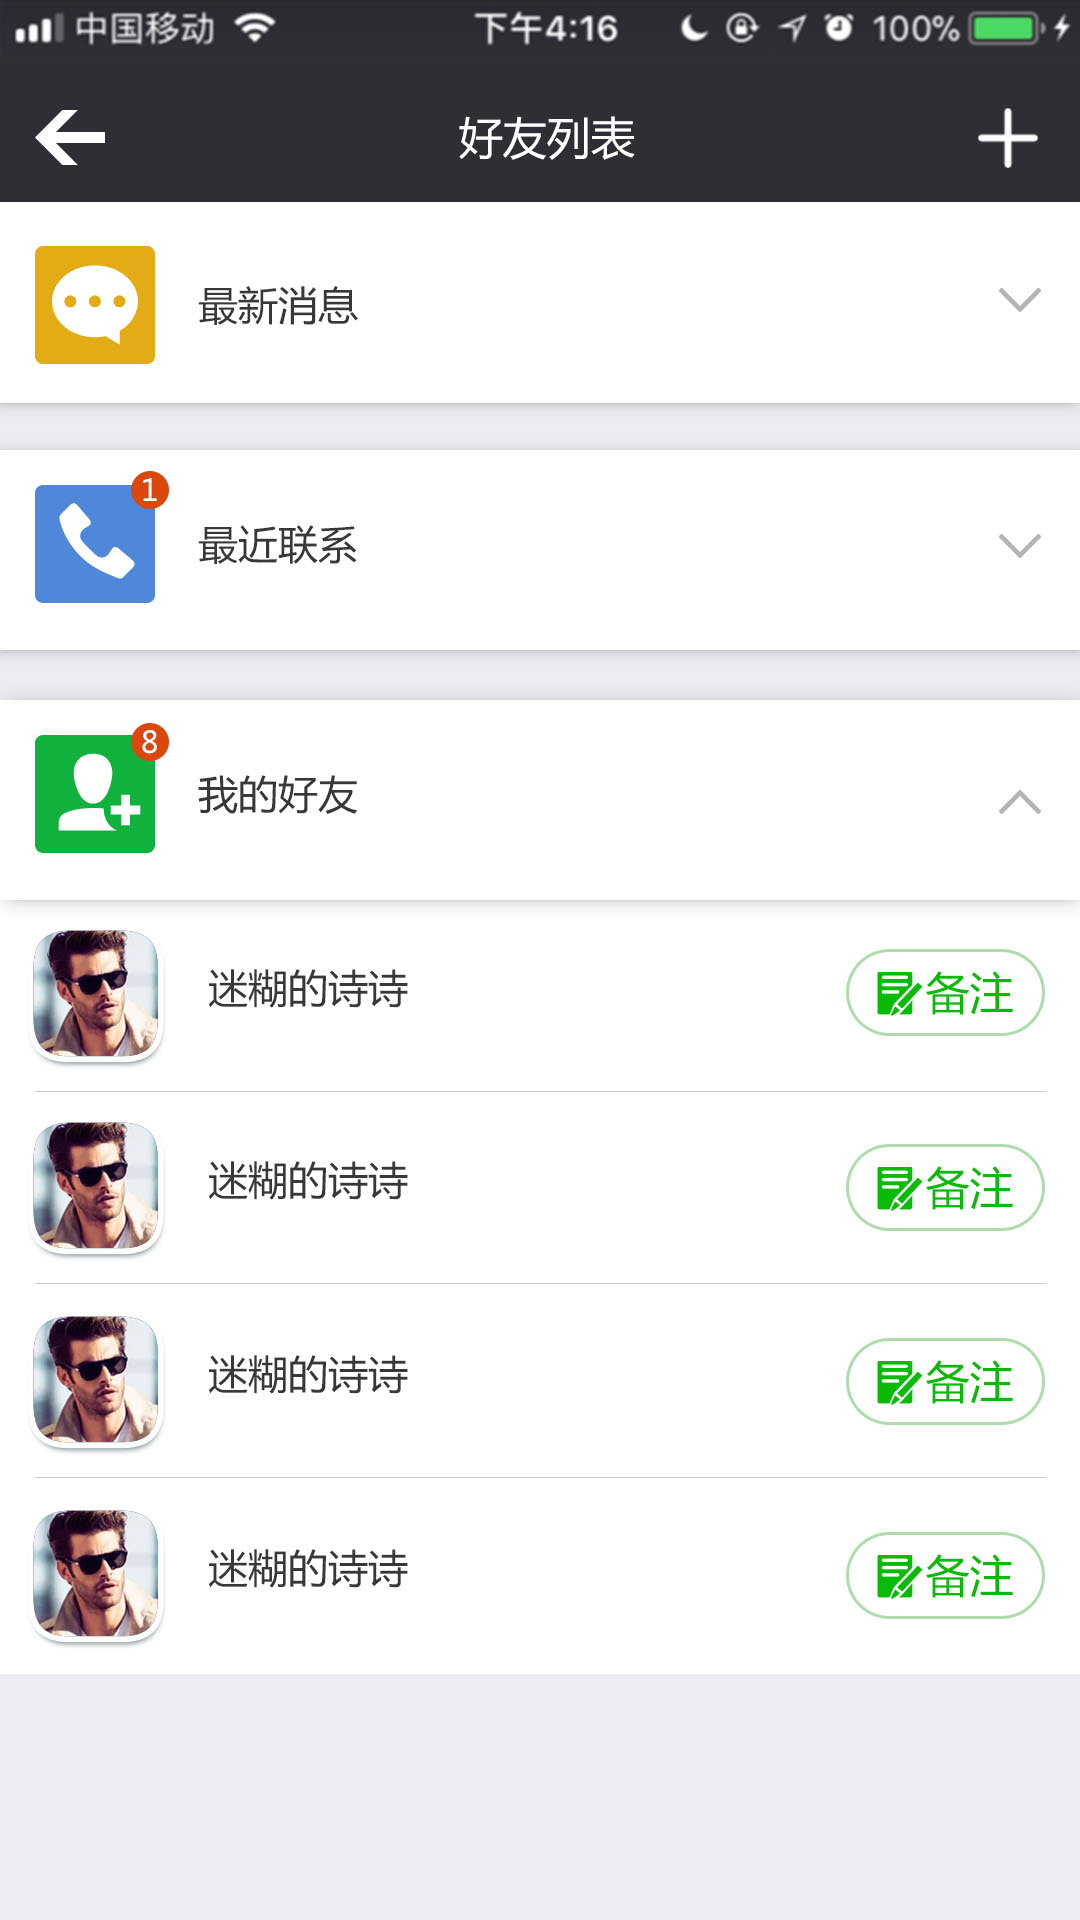 中国移动 下午4:16 100%
好友列表
最新消息
1
最近联系
8
我的好友
迷糊的诗诗 备注
迷糊的诗诗 备注
迷糊的诗诗 备注
迷糊的诗诗 备注